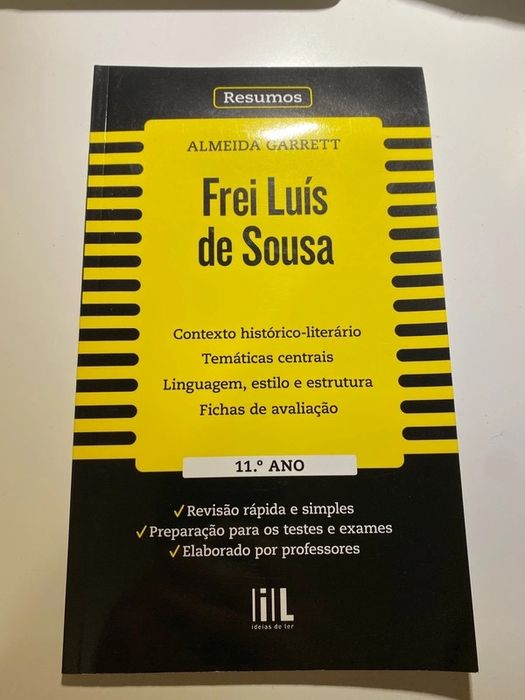 Resumos
ALMEIDA GARRETT
Frei Luís
de Sousa
Contexto histórico-literário
Temáticas centrais
Linguagem, estilo e estrutura
Fichas de avaliação
11.º ANO
✓Revisão rápida e simples
✓Preparação para os testes e exames
✓Elaborado por professores
iL
ideias de ler